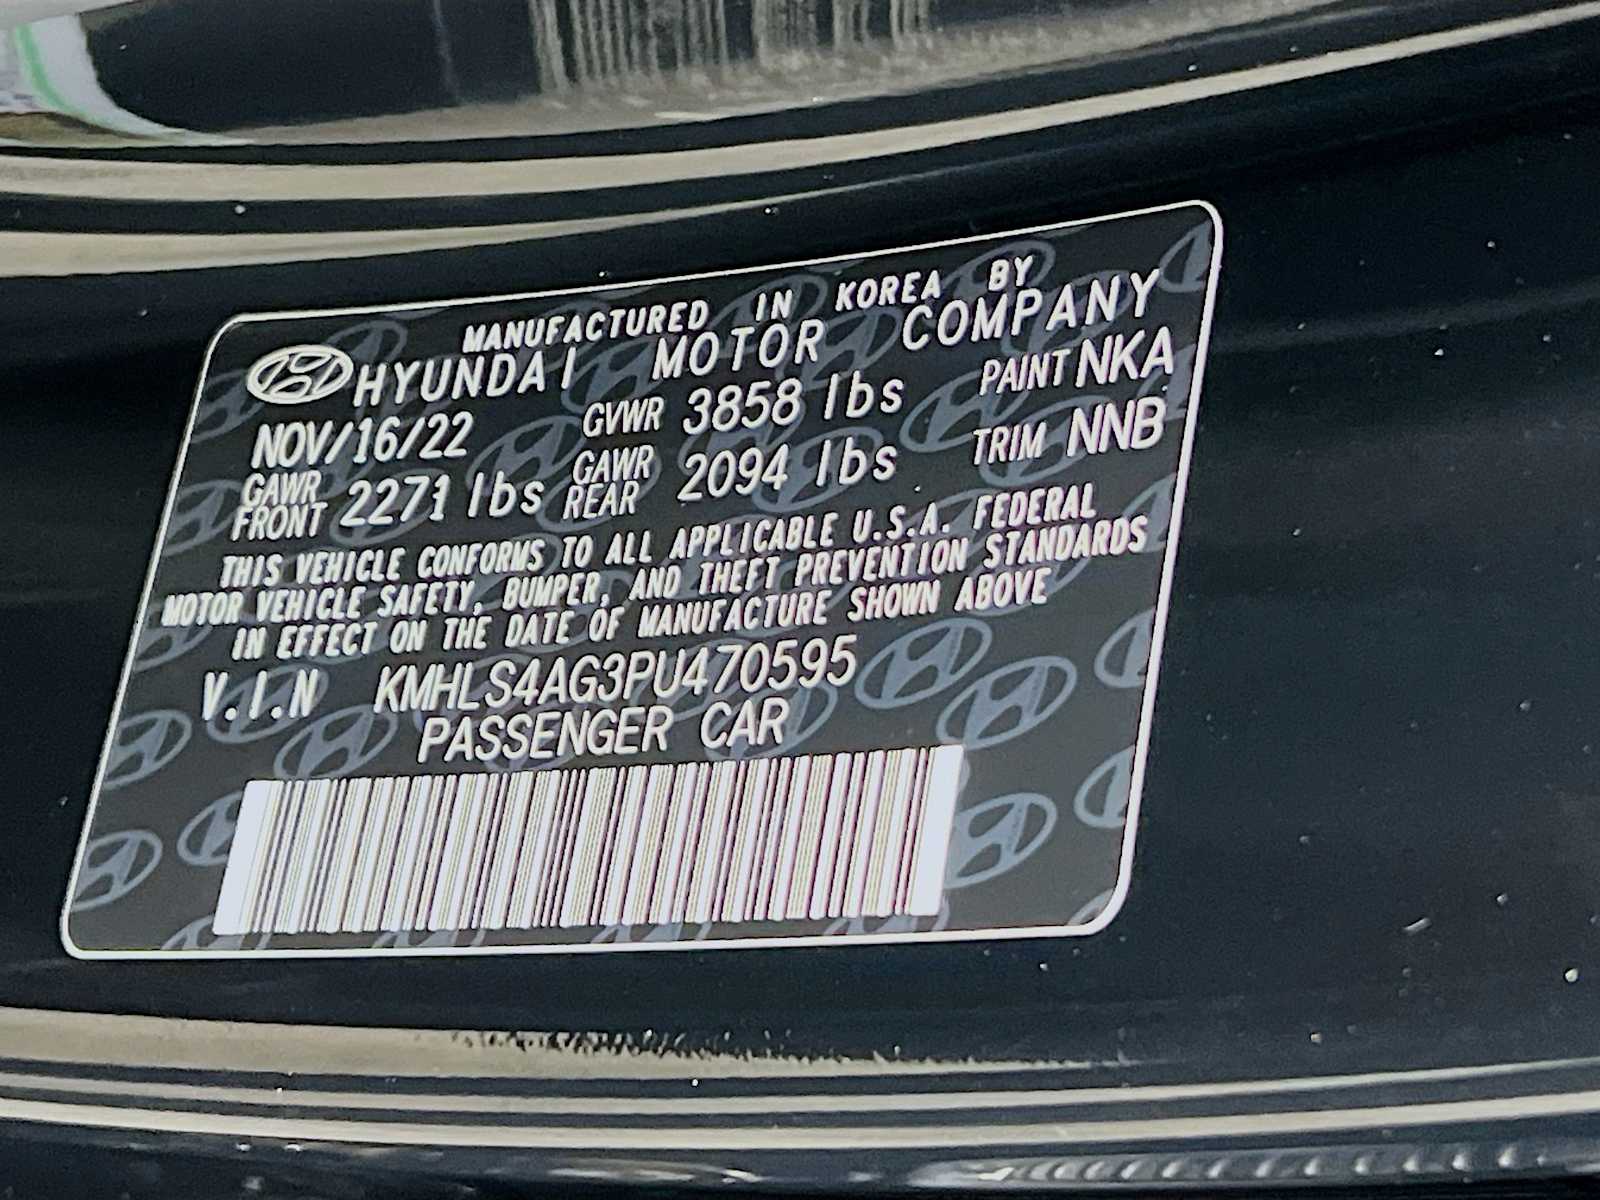 MANUFACTURED IN KOREA BY
HYUNDAI MOTOR COMPANY
NOV/16/22 GVWR 3858 lbs PAINT NKA
GAWR FRONT 2271 lbs GAWR REAR 2094 lbs TRIM NNB
THIS VEHICLE CONFORMS TO ALL APPLICABLE U.S.A. FEDERAL
MOTOR VEHICLE SAFETY, BUMPER, AND THEFT PREVENTION STANDARDS
IN EFFECT ON THE DATE OF MANUFACTURE SHOWN ABOVE
V.I.N KMHLS4AG3PU470595
PASSENGER CAR